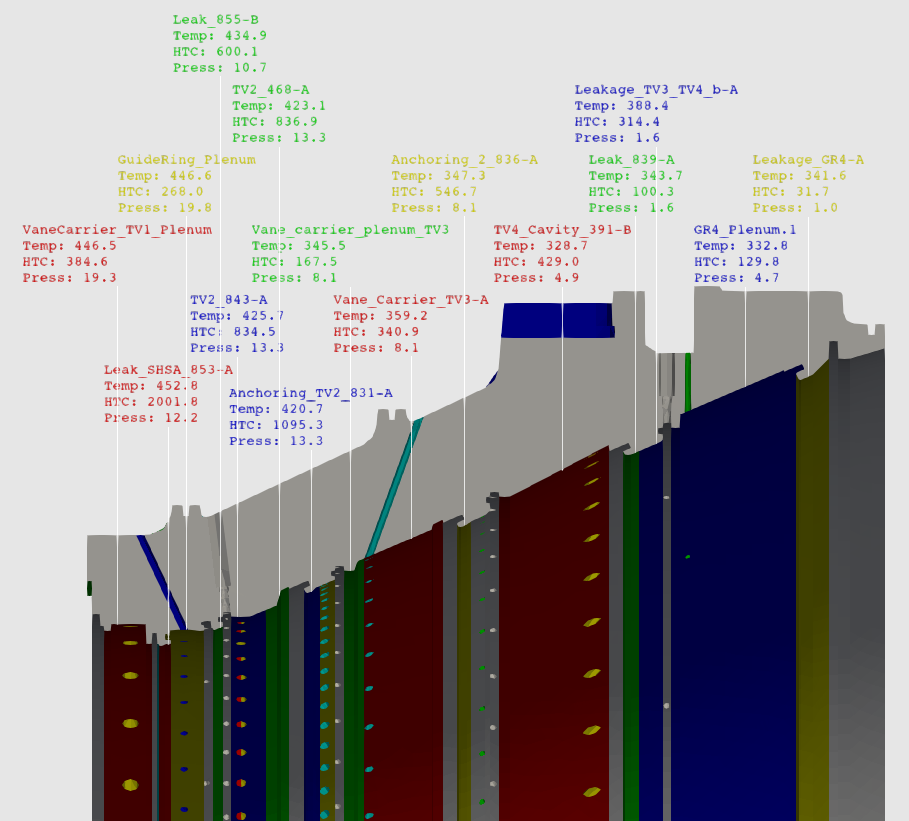 Leak_855-B
Temp: 434.9
HTC: 600.1
Press: 10.7
TV2_468-A
Temp: 423.1
HTC: 836.9
Press: 13.3
Leakage_TV3_TV4_b-A
Temp: 388.4
HTC: 314.4
Press: 1.6
GuideRing_Plenum
Temp: 446.6
HTC: 268.0
Press: 19.8
Anchoring_2_836-A
Temp: 347.3
HTC: 546.7
Press: 8.1
Leak_839-A
Temp: 343.7
HTC: 100.3
Press: 1.6
Leakage_GR4-A
Temp: 341.6
HTC: 31.7
Press: 1.0
VaneCarrier_TV1_Plenum
Temp: 446.5
HTC: 384.6
Press: 19.3
Vane_carrier_plenum_TV3
Temp: 345.5
HTC: 167.5
Press: 8.1
TV4_Cavity_391-B
Temp: 328.7
HTC: 429.0
Press: 4.9
GR4_Plenum.1
Temp: 332.8
HTC: 129.8
Press: 4.7
TV2_843-A
Temp: 425.7
HTC: 834.5
Press: 13.3
Vane_Carrier_TV3-A
Temp: 359.2
HTC: 340.9
Press: 8.1
Leak_SHSA_853-A
Temp: 452.8
HTC: 2001.8
Press: 12.2
Anchoring_TV2_831-A
Temp: 420.7
HTC: 1095.3
Press: 13.3